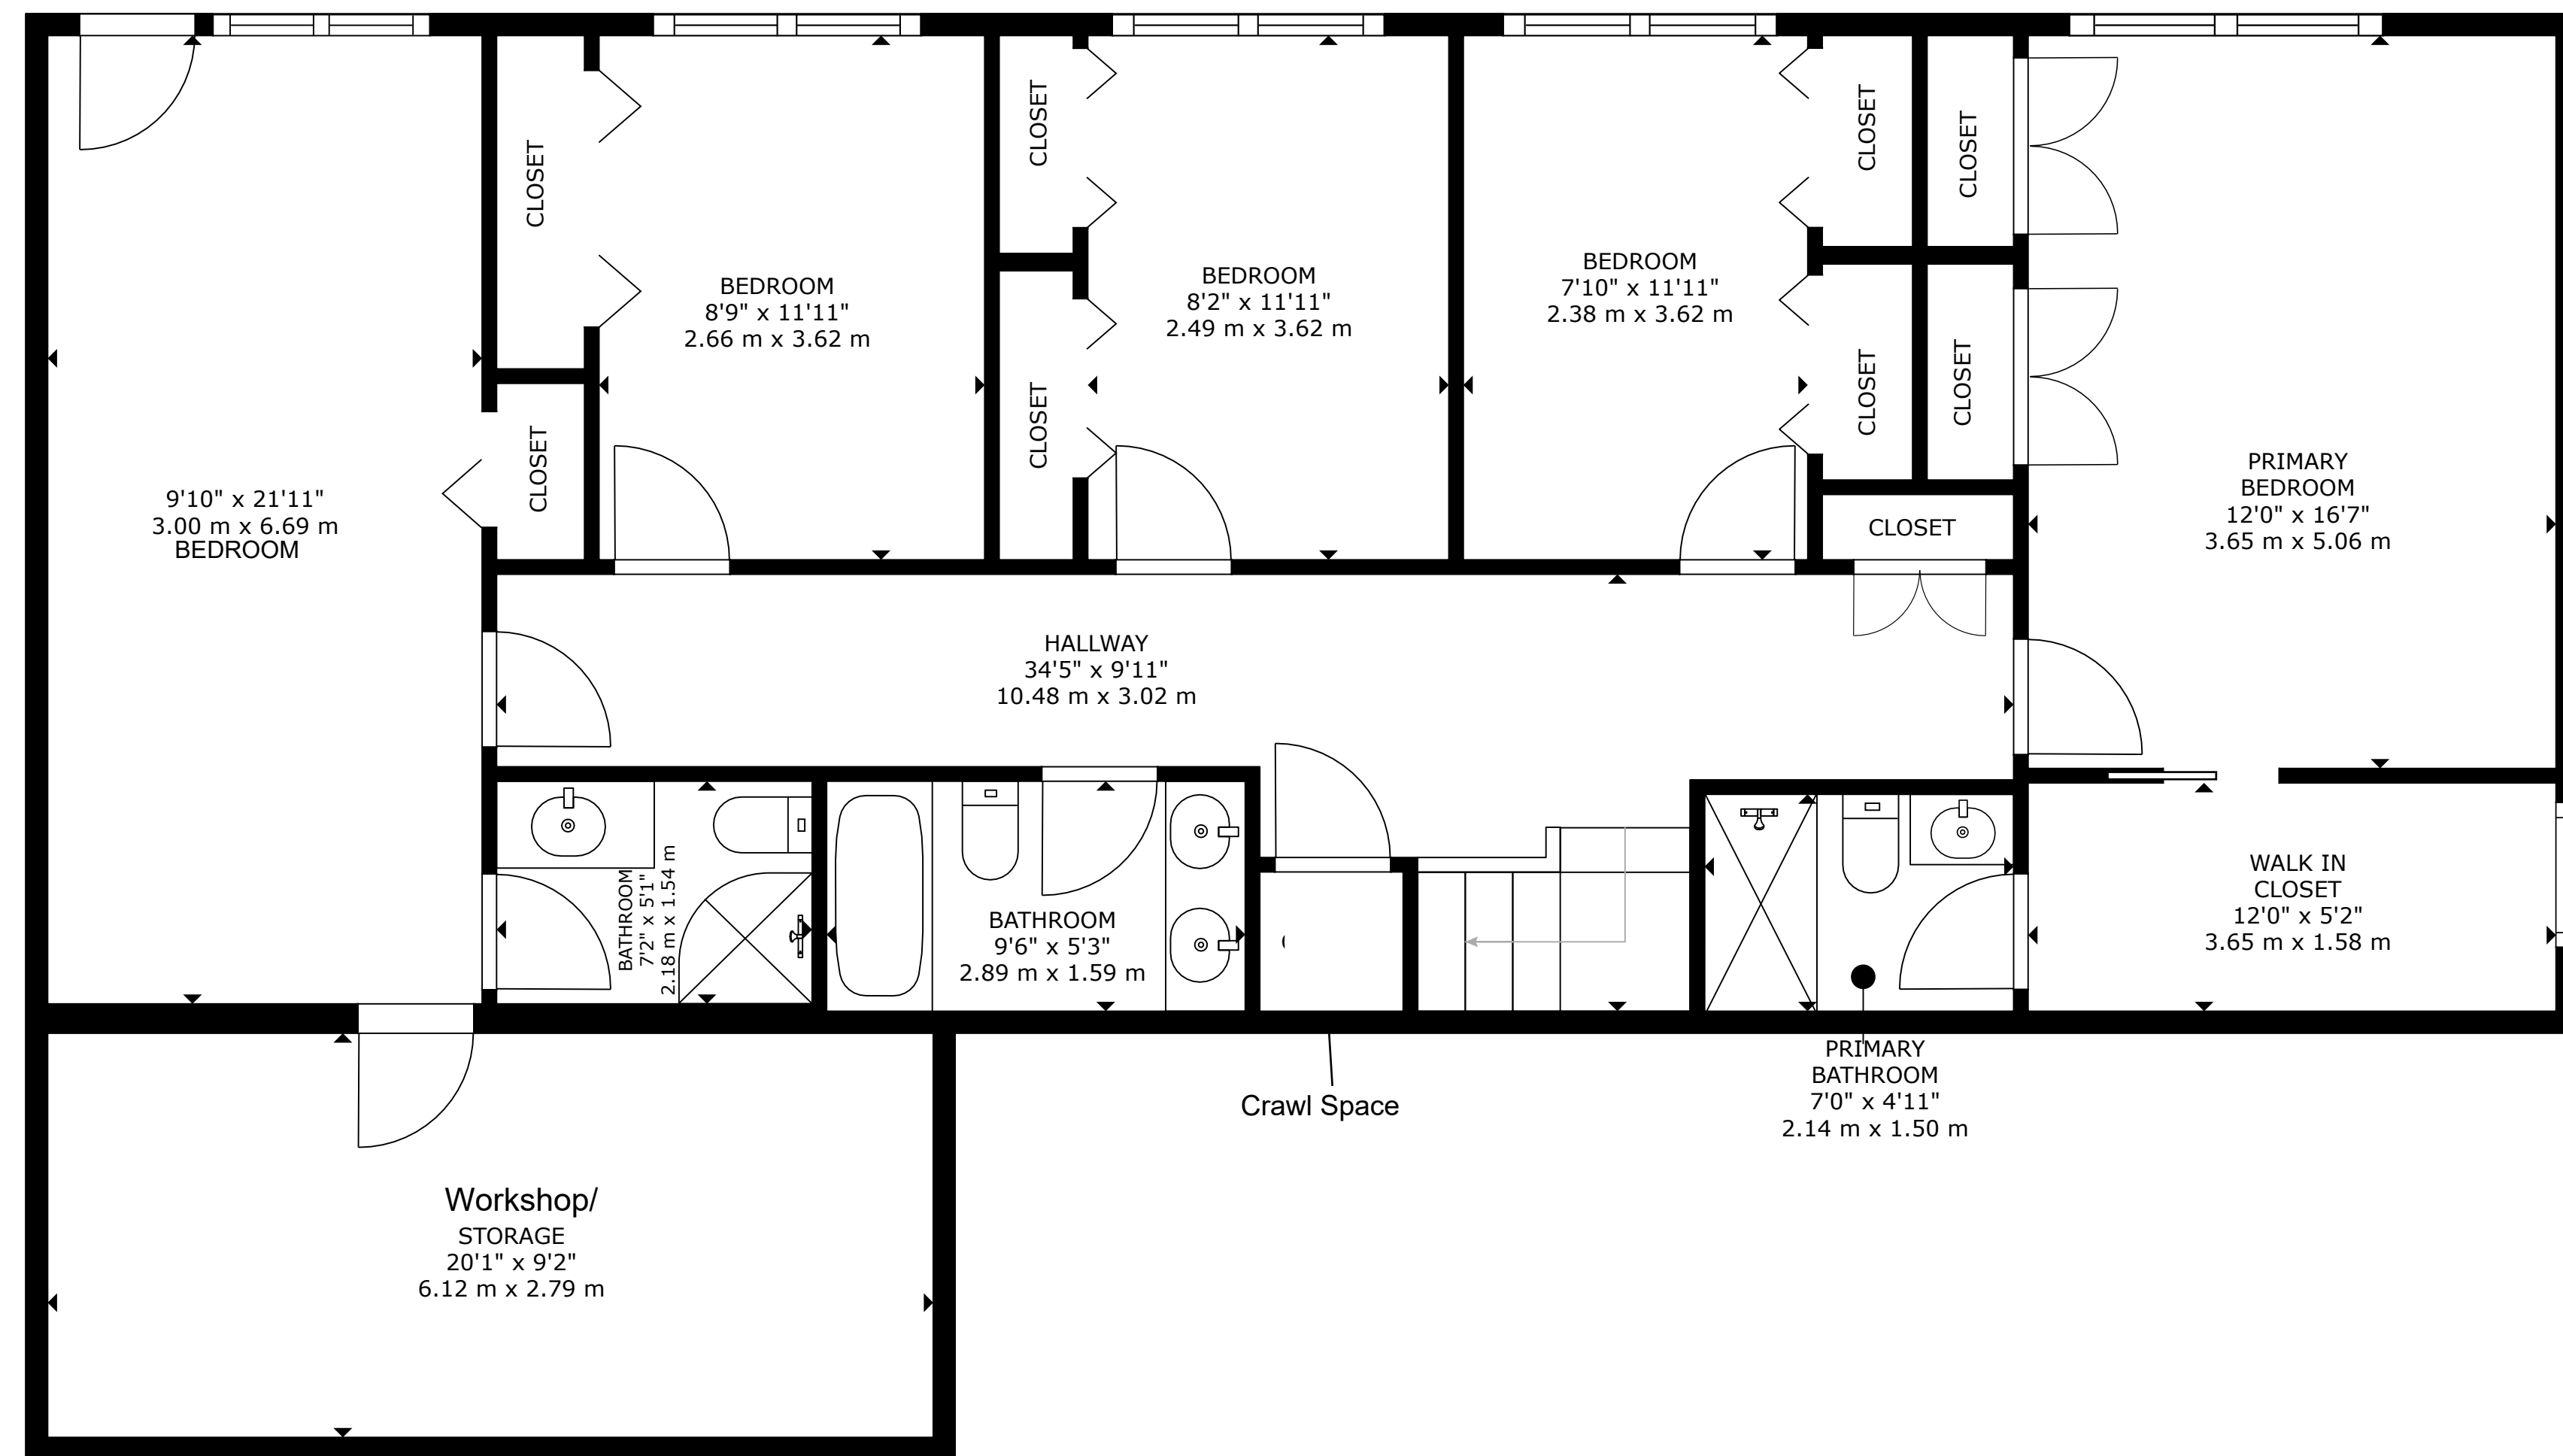 CLOSET
CLOSET
CLOSET
CLOSET
BEDROOM
8'9" x 11'11"
2.66 m x 3.62 m
BEDROOM
8'2" x 11'11"
2.49 m x 3.62 m
BEDROOM
7'10" x 11'11"
2.38 m x 3.62 m
CLOSET
CLOSET
CLOSET
CLOSET
9'10" x 21'11"
3.00 m x 6.69 m
BEDROOM
CLOSET
PRIMARY
BEDROOM
12'0" x 16'7"
3.65 m x 5.06 m
HALLWAY
34'5" x 9'11"
10.48 m x 3.02 m
BATHROOM
7'2" x 5'1"
2.18 m x 1.54 m
BATHROOM
9'6" x 5'3"
2.89 m x 1.59 m
WALK IN
CLOSET
12'0" x 5'2"
3.65 m x 1.58 m
Crawl Space
PRIMARY
BATHROOM
7'0" x 4'11"
2.14 m x 1.50 m
Workshop/
STORAGE
20'1" x 9'2"
6.12 m x 2.79 m